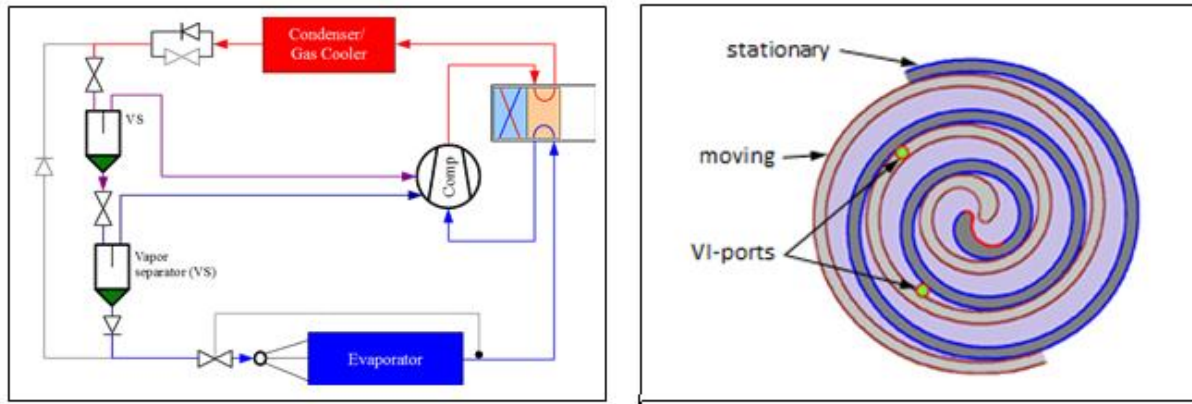 Condenser/
Gas Cooler
VS
Comp
Vapor
separator (VS)
Evaporator
stationary
moving
VI-ports